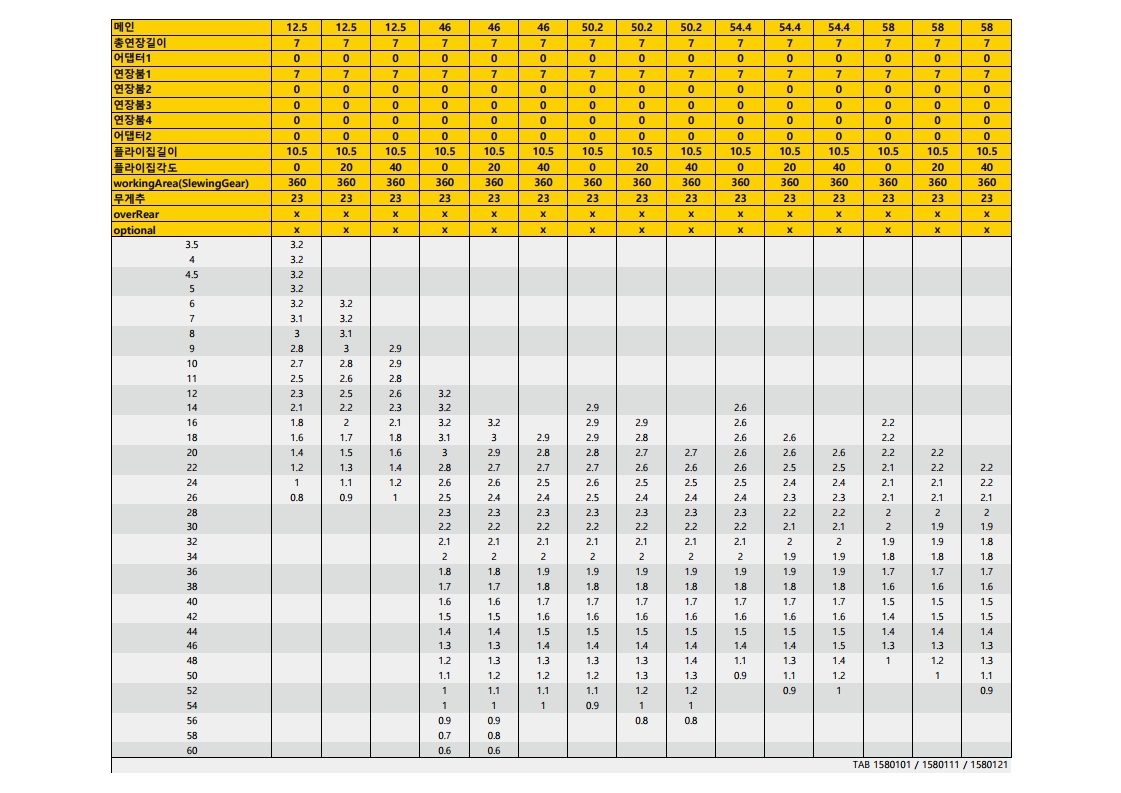 메인 12.5 12.5 12.5 46 46 46 50.2 50.2 50.2 54.4 54.4 54.4 58 58 58
총연장길이 7 7 7 7 7 7 7 7 7 7 7 7 7 7 7
어댑터1 0 0 0 0 0 0 0 0 0 0 0 0 0 0 0
연장붐1 7 7 7 7 7 7 7 7 7 7 7 7 7 7 7
연장붐2 0 0 0 0 0 0 0 0 0 0 0 0 0 0 0
연장붐3 0 0 0 0 0 0 0 0 0 0 0 0 0 0 0
연장붐4 0 0 0 0 0 0 0 0 0 0 0 0 0 0 0
어댑터2 0 0 0 0 0 0 0 0 0 0 0 0 0 0 0
플라이집길이 10.5 10.5 10.5 10.5 10.5 10.5 10.5 10.5 10.5 10.5 10.5 10.5 10.5 10.5 10.5
플라이집각도 0 20 40 0 20 40 0 20 40 0 20 40 0 20 40
workingArea(SlewingGear) 360 360 360 360 360 360 360 360 360 360 360 360 360 360 360
무게추 23 23 23 23 23 23 23 23 23 23 23 23 23 23 23
overRear x x x x x x x x x x x x x x x
optional x x x x x x x x x x x x x x x
3.5 3.2
4 3.2
4.5 3.2
5 3.2
6 3.2 3.2
7 3.1 3.2
8 3 3.1
9 2.8 3 2.9
10 2.7 2.8 2.9
11 2.5 2.6 2.8
12 2.3 2.5 2.6 3.2
14 2.1 2.2 2.3 3.2 2.9 2.6
16 1.8 2 2.1 3.2 3.2 2.9 2.9 2.6 2.2
18 1.6 1.7 1.8 3.1 3 2.9 2.9 2.8 2.6 2.6 2.2
20 1.4 1.5 1.6 3 2.9 2.8 2.8 2.7 2.7 2.6 2.6 2.6 2.2 2.2
22 1.2 1.3 1.4 2.8 2.7 2.7 2.7 2.6 2.6 2.6 2.5 2.5 2.1 2.2 2.2
24 1 1.1 1.2 2.6 2.6 2.5 2.6 2.5 2.5 2.5 2.4 2.4 2.1 2.1 2.2
26 0.8 0.9 1 2.5 2.4 2.4 2.5 2.4 2.4 2.4 2.3 2.3 2.1 2.1 2.1
28 2.3 2.3 2.3 2.3 2.3 2.3 2.3 2.2 2.2 2 2 2
30 2.2 2.2 2.2 2.2 2.2 2.2 2.2 2.1 2.1 2 1.9 1.9
32 2.1 2.1 2.1 2.1 2.1 2.1 2.1 2 2 1.9 1.9 1.8
34 2 2 2 2 2 2 2 1.9 1.9 1.8 1.8 1.8
36 1.8 1.8 1.9 1.9 1.9 1.9 1.9 1.9 1.9 1.7 1.7 1.7
38 1.7 1.7 1.8 1.8 1.8 1.8 1.8 1.8 1.8 1.6 1.6 1.6
40 1.6 1.6 1.7 1.7 1.7 1.7 1.7 1.7 1.7 1.5 1.5 1.5
42 1.5 1.5 1.6 1.6 1.6 1.6 1.6 1.6 1.6 1.4 1.5 1.5
44 1.4 1.4 1.5 1.5 1.5 1.5 1.5 1.5 1.5 1.4 1.4 1.4
46 1.3 1.3 1.4 1.4 1.4 1.4 1.4 1.4 1.5 1.3 1.3 1.3
48 1.2 1.3 1.3 1.3 1.3 1.4 1.1 1.3 1.4 1 1.2 1.3
50 1.1 1.2 1.2 1.2 1.3 1.3 0.9 1.1 1.2 1 1.1
52 1 1.1 1.1 1.1 1.2 1.2 0.9 1 0.9
54 1 1 1 0.9 1 1
56 0.9 0.9 0.8 0.8
58 0.7 0.8
60 0.6 0.6
TAB 1580101 / 1580111 / 1580121